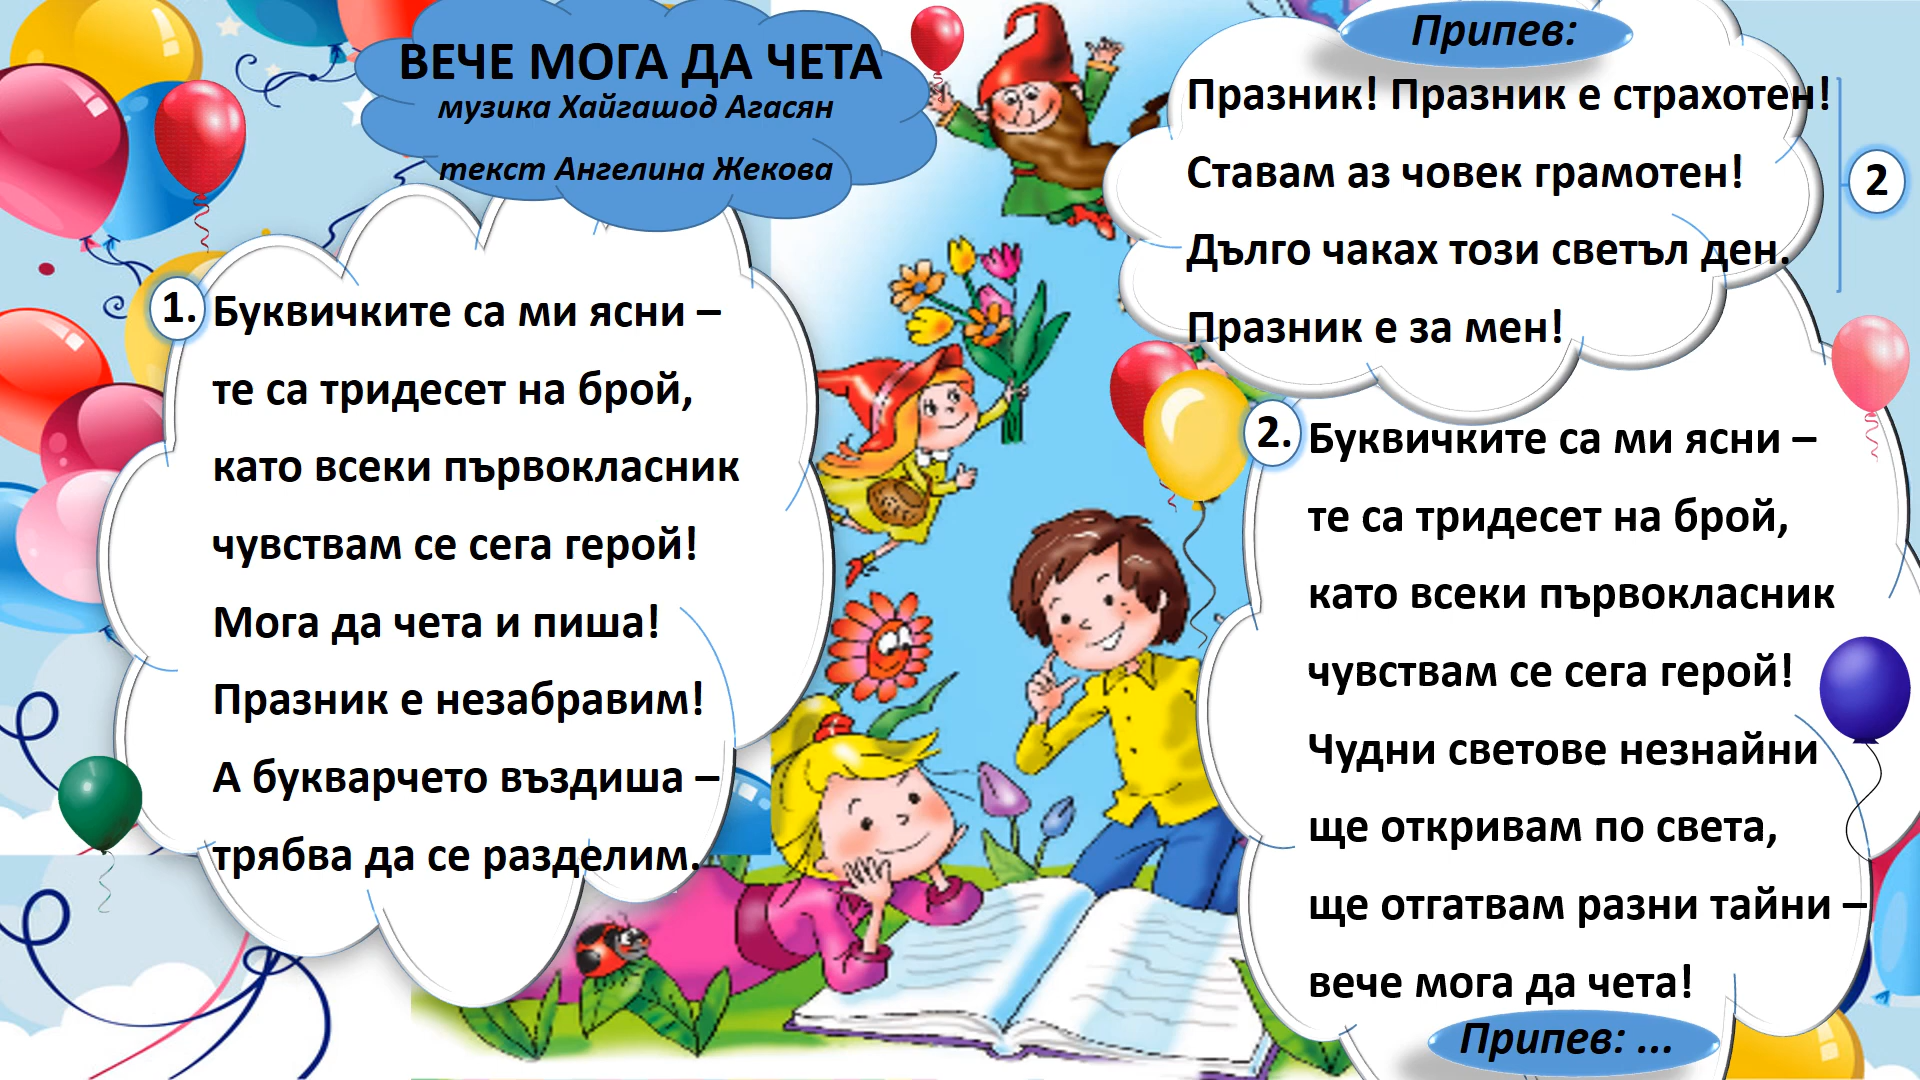 ВЕЧЕ МОГА ДА ЧЕТА
музика Хайгашод Агасян
текст Ангелина Жекова
1.
Буквичките са ми ясни –
те са тридесет на брой,
като всеки първокласник
чувствам се сега герой!
Мога да чета и пиша!
Празник е незабравим!
А букварчето въздиша –
трябва да се разделим.
Припев:
Празник! Празник е страхотен!
Ставам аз човек грамотен!
Дълго чаках този светъл ден.
Празник е за мен!
2
2.
Буквичките са ми ясни –
те са тридесет на брой,
като всеки първокласник
чувствам се сега герой!
Чудни светове незнайни
ще откривам по света,
ще отгатвам разни тайни –
вече мога да чета!
Припев: ...